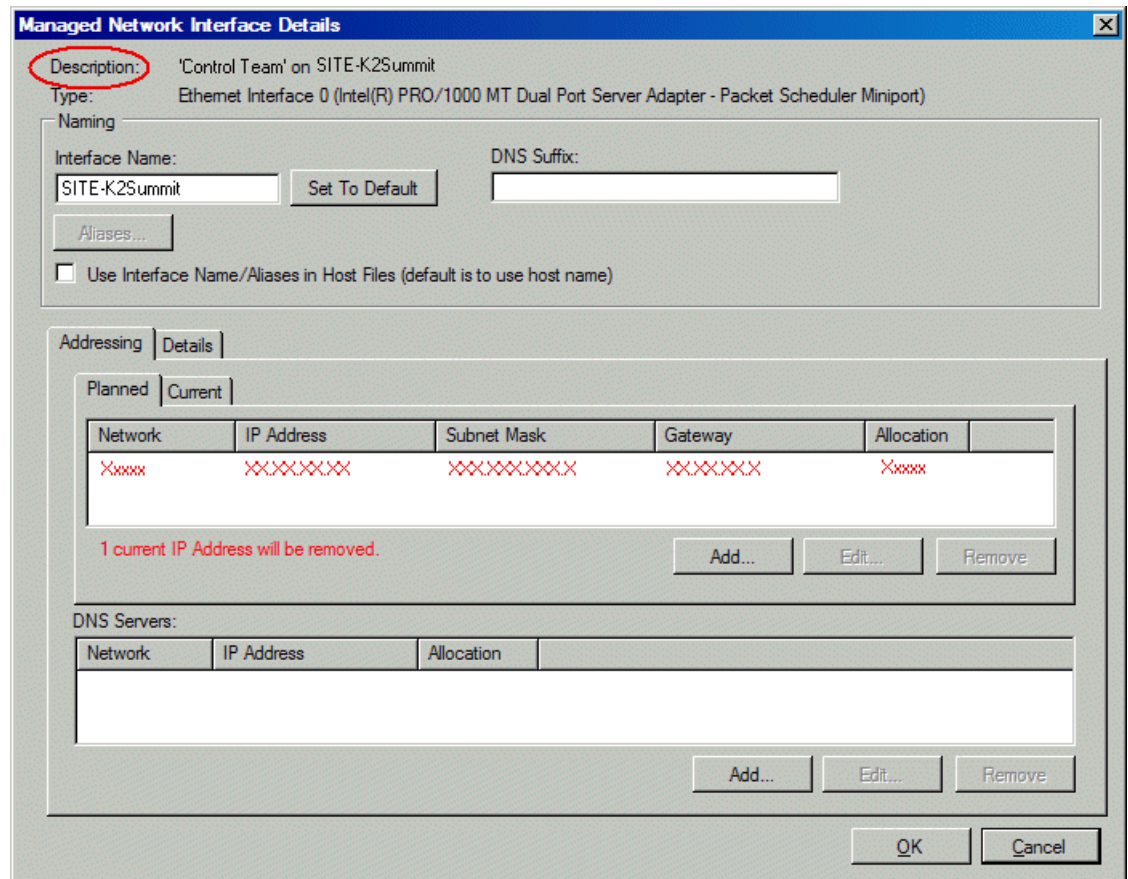 Managed Network Interface Details
Description: 'Control Team' on SITE-K2Summit
Type: Ethernet Interface 0 (Intel(R) PRO/1000 MT Dual Port Server Adapter - Packet Scheduler Miniport)
Naming
Interface Name: DNS Suffix:
SITE-K2Summit Set To Default
Aliases...
Use Interface Name/Aliases in Host Files (default is to use host name)
Addressing Details
Planned Current
Network IP Address Subnet Mask Gateway Allocation
Xxxxx XX.XX.XX.XX XXX.XXX.XXX.X XX.XX.XX.X Xxxxx
1 current IP Address will be removed.
Add... Edit... Remove
DNS Servers:
Network IP Address Allocation
Add... Edit... Remove
OK Cancel